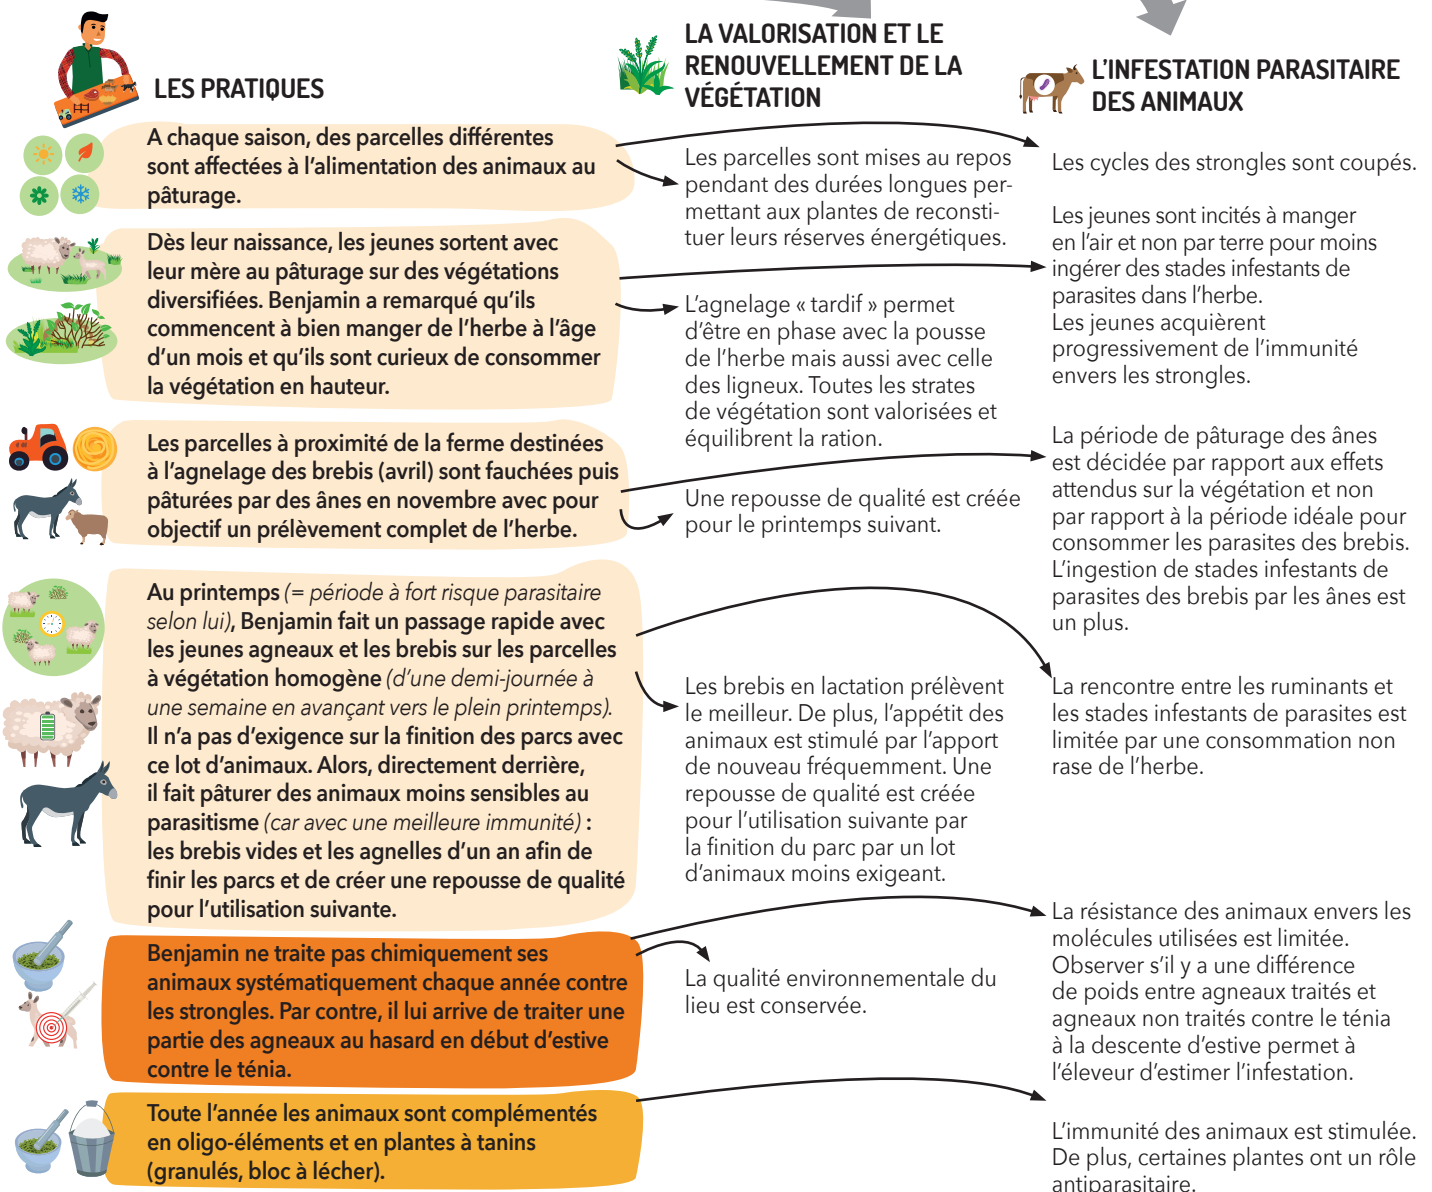 LES PRATIQUES
A chaque saison, des parcelles différentes
sont affectées à l'alimentation des animaux au
pâturage.
Dès leur naissance, les jeunes sortent avec
leur mère au pâturage sur des végétations
diversifiées. Benjamin a remarqué qu'ils
commencent à bien manger de l'herbe à l'âge
d'un mois et qu'ils sont curieux de consommer
la végétation en hauteur.
Les parcelles à proximité de la ferme destinées
à l'agnelage des brebis (avril) sont fauchées puis
pâturées par des ânes en novembre avec pour
objectif un prélèvement complet de l'herbe.
Au printemps (= période à fort risque parasitaire
selon lui), Benjamin fait un passage rapide avec
les jeunes agneaux et les brebis sur les parcelles
à végétation homogène (d'une demi-journée à
une semaine en avançant vers le plein printemps).
Il n'a pas d'exigence sur la finition des parcs avec
ce lot d'animaux. Alors, directement derrière,
il fait pâturer des animaux moins sensibles au
parasitisme (car avec une meilleure immunité) :
les brebis vides et les agnelles d'un an afin de
finir les parcs et de créer une repousse de qualité
pour l'utilisation suivante.
Benjamin ne traite pas chimiquement ses
animaux systématiquement chaque année contre
les strongles. Par contre, il lui arrive de traiter une
partie des agneaux au hasard en début d'estive
contre le ténia.
Toute l'année les animaux sont complémentés
en oligo-éléments et en plantes à tanins
(granulés, bloc à lécher).
LA VALORISATION ET LE
RENOUVELLEMENT DE LA
VÉGÉTATION
Les parcelles sont mises au repos
pendant des durées longues per-
mettant aux plantes de reconsti-
tuer leurs réserves énergétiques.
L'agnelage « tardif » permet
d'être en phase avec la pousse
de l'herbe mais aussi avec celle
des ligneux. Toutes les strates
de végétation sont valorisées et
équilibrent la ration.
Une repousse de qualité est créée
pour le printemps suivant.
Les brebis en lactation prélèvent
le meilleur. De plus, l'appétit des
animaux est stimulé par l'apport
de nouveau fréquemment. Une
repousse de qualité est créée
pour l'utilisation suivante par
la finition du parc par un lot
d'animaux moins exigeant.
La qualité environnementale du
lieu est conservée.
L'INFESTATION PARASITAIRE
DES ANIMAUX
Les cycles des strongles sont coupés.
Les jeunes sont incités à manger
en l'air et non par terre pour moins
ingérer des stades infestants de
parasites dans l'herbe.
Les jeunes acquièrent
progressivement de l'immunité
envers les strongles.
La période de pâturage des ânes
est décidée par rapport aux effets
attendus sur la végétation et non
par rapport à la période idéale pour
consommer les parasites des brebis.
L'ingestion de stades infestants de
parasites des brebis par les ânes est
un plus.
La rencontre entre les ruminants et
les stades infestants de parasites est
limitée par une consommation non
rase de l'herbe.
La résistance des animaux envers les
molécules utilisées est limitée.
Observer s'il y a une différence
de poids entre agneaux traités et
agneaux non traités contre le ténia
à la descente d'estive permet à
l'éleveur d'estimer l'infestation.
L'immunité des animaux est stimulée.
De plus, certaines plantes ont un rôle
antiparasitaire.